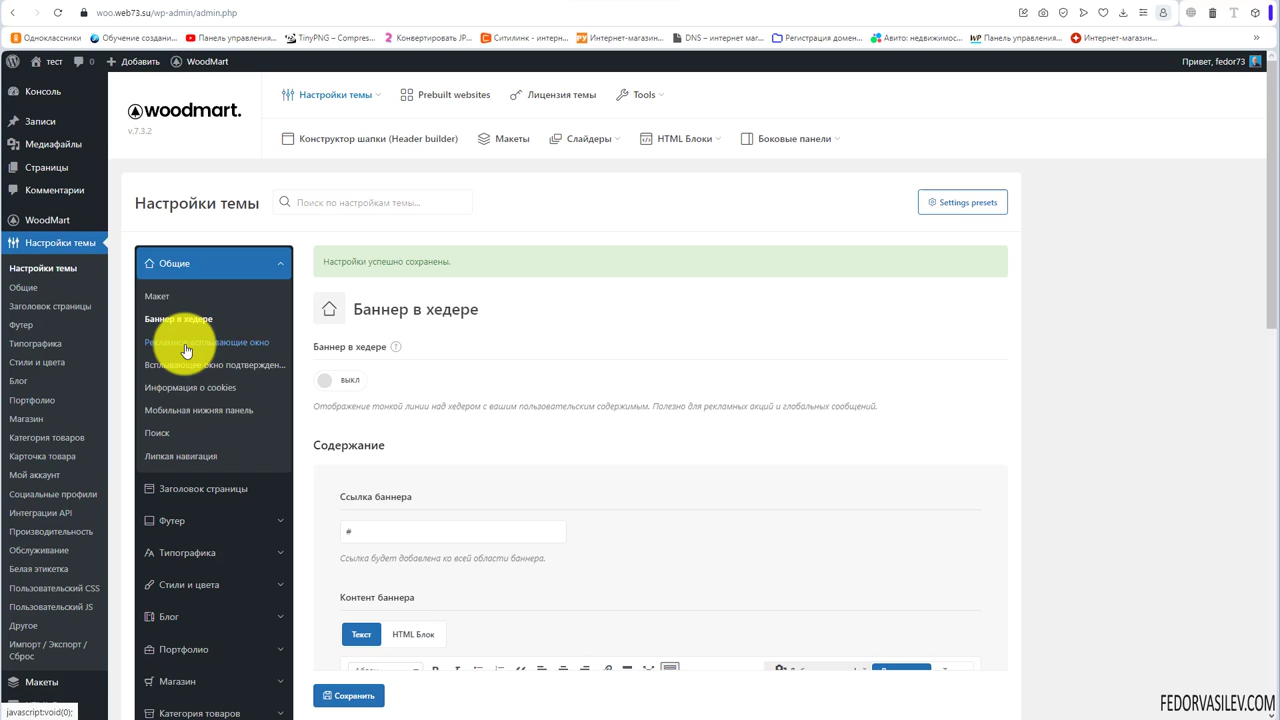 woo.web73.su/wp-admin/admin.php
Одноклассники
Обучение создани...
Панель управления...
TinyPNG – Compres...
Конвертировать JP...
Ситилинк - интерн...
Интернет-магазин...
DNS – интернет маг...
Регистрация домен...
Авито: недвижимос...
Панель управления...
Интернет-магазин...
тест
0
Добавить
WoodMart
Привет, fedor73
Консоль
Записи
Медиафайлы
Страницы
Комментарии
WoodMart
Настройки темы
Настройки темы
Общие
Заголовок страницы
Футер
Типографика
Стили и цвета
Блог
Портфолио
Магазин
Категория товаров
Карточка товара
Мой аккаунт
Социальные профили
Интеграции API
Производительность
Обслуживание
Белая этикетка
Пользовательский CSS
Пользовательский JS
Другое
Импорт / Экспорт /
Сброс
Макеты
javascript:void(0);
woodmart.
v.7.3.2
Настройки темы
Prebuilt websites
Лицензия темы
Tools
Конструктор шапки (Header builder)
Макеты
Слайдеры
HTML Блоки
Боковые панели
Настройки темы
Поиск по настройкам темы...
Settings presets
Общие
Макет
Баннер в хедере
Рекламное всплывающие окно
Всплывающее окно подтвержден...
Информация о cookies
Мобильная нижняя панель
Поиск
Липкая навигация
Заголовок страницы
Футер
Типографика
Стили и цвета
Блог
Портфолио
Магазин
Категория товаров
Настройки успешно сохранены.
Баннер в хедере
Баннер в хедере ?
ВЫКЛ
Отображение тонкой линии над хедером с вашим пользовательским содержимым. Полезно для рекламных акций и глобальных сообщений.
Содержание
Ссылка баннера
#
Ссылка будет добавлена ко всей области баннера.
Контент баннера
Текст
HTML Блок
Сохранить
FEDORVASILEV.COM